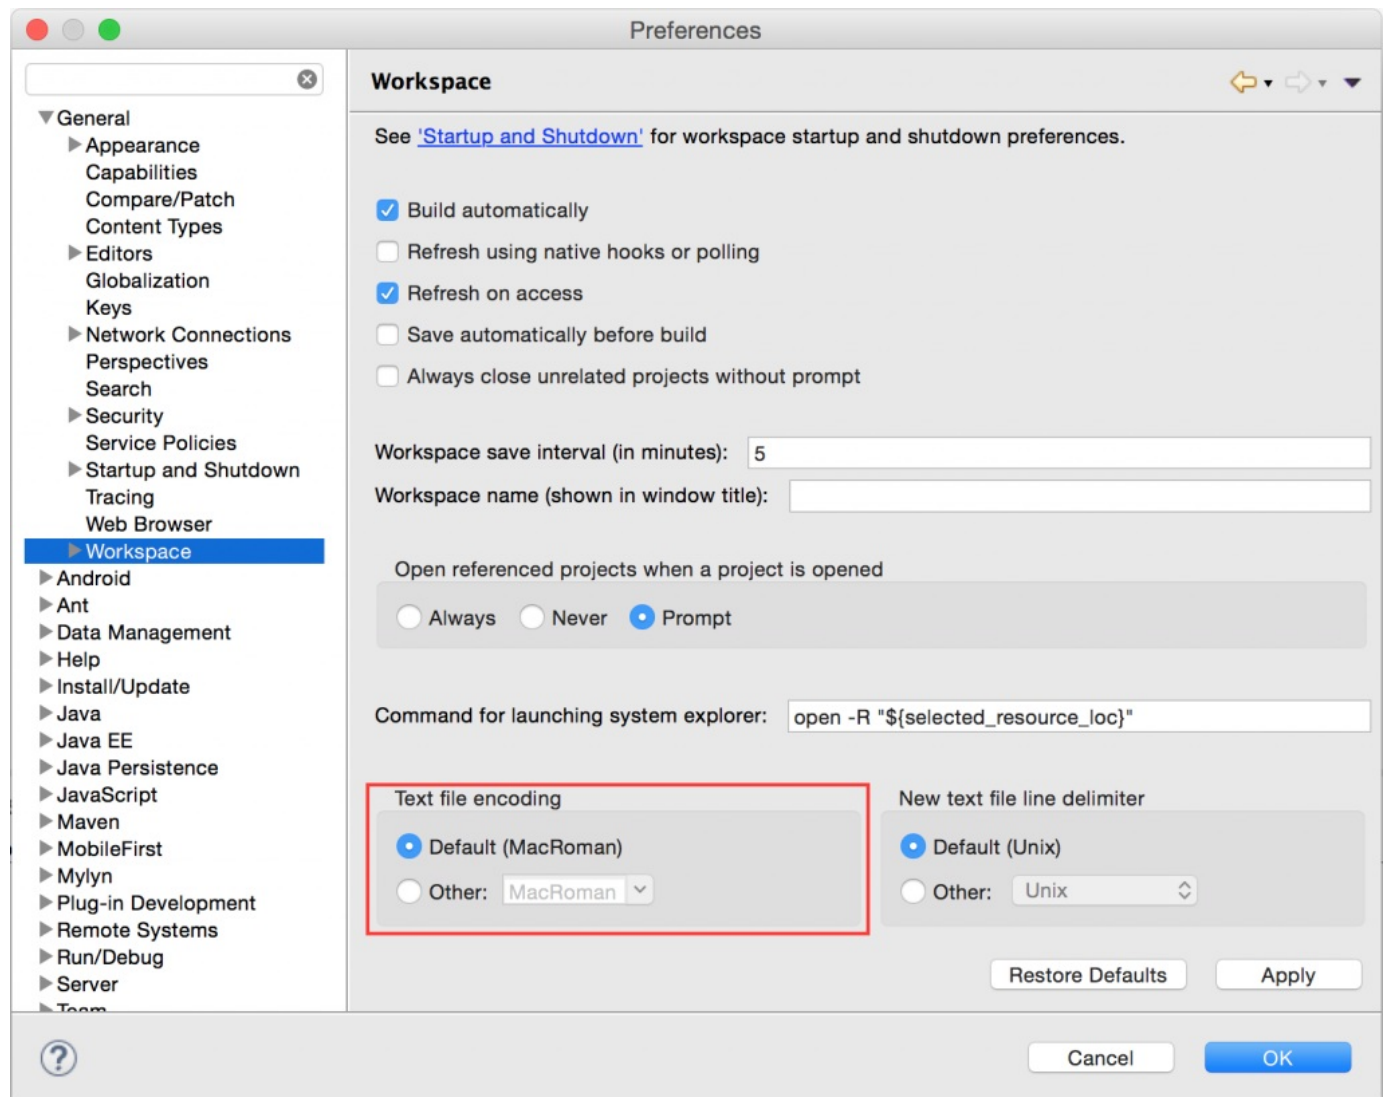 Preferences
General
Appearance
Capabilities
Compare/Patch
Content Types
Editors
Globalization
Keys
Network Connections
Perspectives
Search
Security
Service Policies
Startup and Shutdown
Tracing
Web Browser
Workspace
Android
Ant
Data Management
Help
Install/Update
Java
Java EE
Java Persistence
JavaScript
Maven
MobileFirst
Mylyn
Plug-in Development
Remote Systems
Run/Debug
Server
Team
Workspace
See 'Startup and Shutdown' for workspace startup and shutdown preferences.
Build automatically
Refresh using native hooks or polling
Refresh on access
Save automatically before build
Always close unrelated projects without prompt
Workspace save interval (in minutes): 5
Workspace name (shown in window title):
Open referenced projects when a project is opened
Always Never Prompt
Command for launching system explorer: open -R "${selected_resource_loc}"
Text file encoding
Default (MacRoman)
Other: MacRoman
New text file line delimiter
Default (Unix)
Other: Unix
Restore Defaults Apply
? Cancel OK